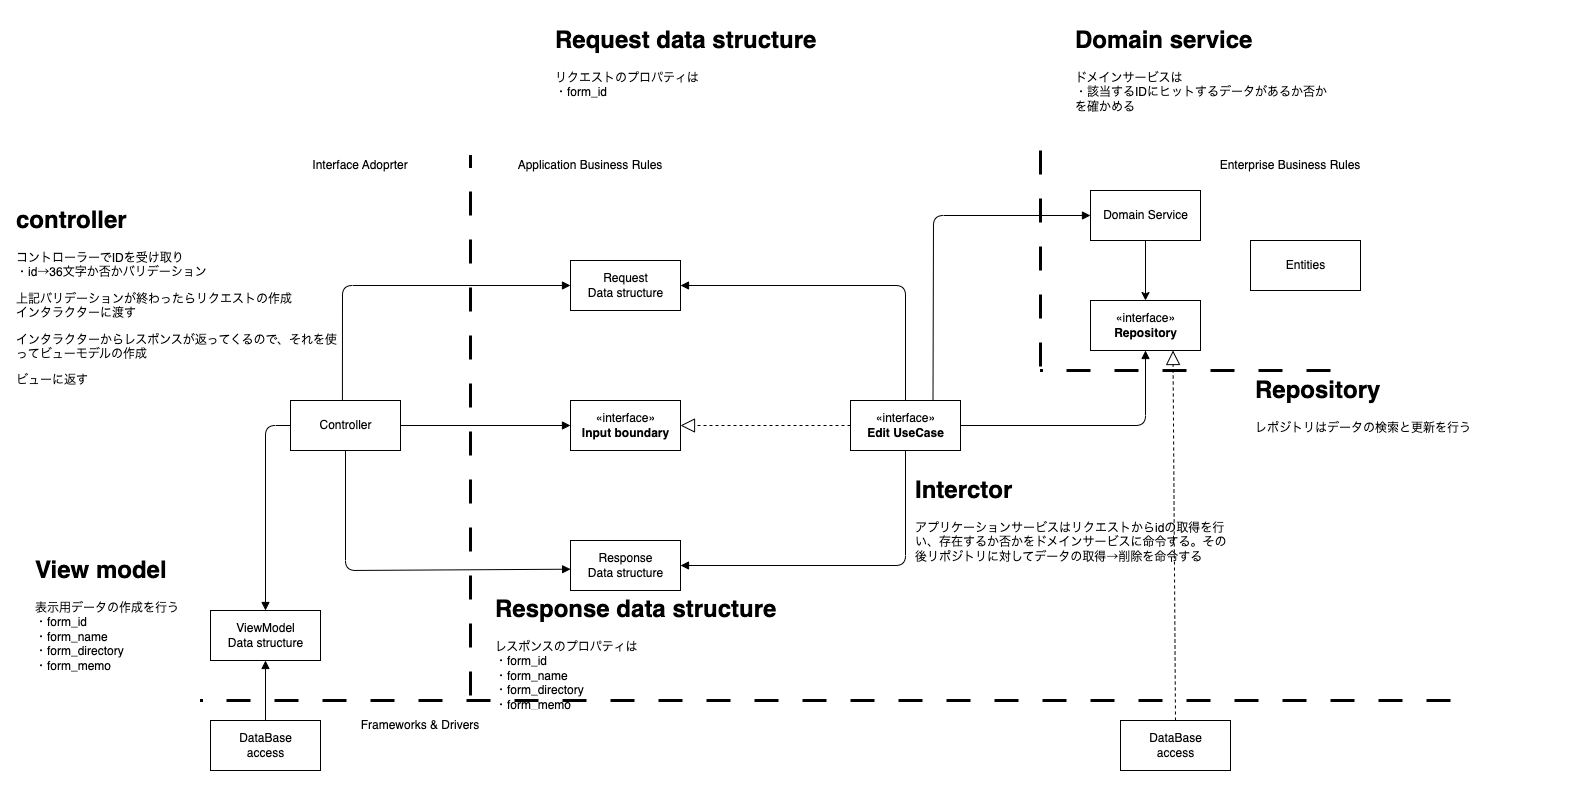 Request data structure
リクエストのプロパティは
・form_id
Domain service
ドメインサービスは
・該当するIDにヒットするデータがあるか否か
を確かめる
Interface Adoprter
Application Business Rules
Enterprise Business Rules
controller
コントローラーでIDを受け取り
・id→36文字か否かバリデーション
上記バリデーションが終わったらリクエストの作成
インタラクターに渡す
インタラクターからレスポンスが返ってくるので、それを使
ってビューモデルの作成
ビューに返す
Domain Service
Entities
Request
Data structure
«interface»
Repository
Repository
レポジトリはデータの検索と更新を行う
Controller
«interface»
Input boundary
«interface»
Edit UseCase
Interctor
アプリケーションサービスはリクエストからidの取得を行
い、存在するか否かをドメインサービスに命令する。その
後リポジトリに対してデータの取得→削除を命令する
View model
表示用データの作成を行う
・form_id
・form_name
・form_directory
・form_memo
ViewModel
Data structure
Response
Data structure
Response data structure
レスポンスのプロパティは
・form_id
・form_name
・form_directory
・form_memo
Frameworks & Drivers
DataBase
access
DataBase
access